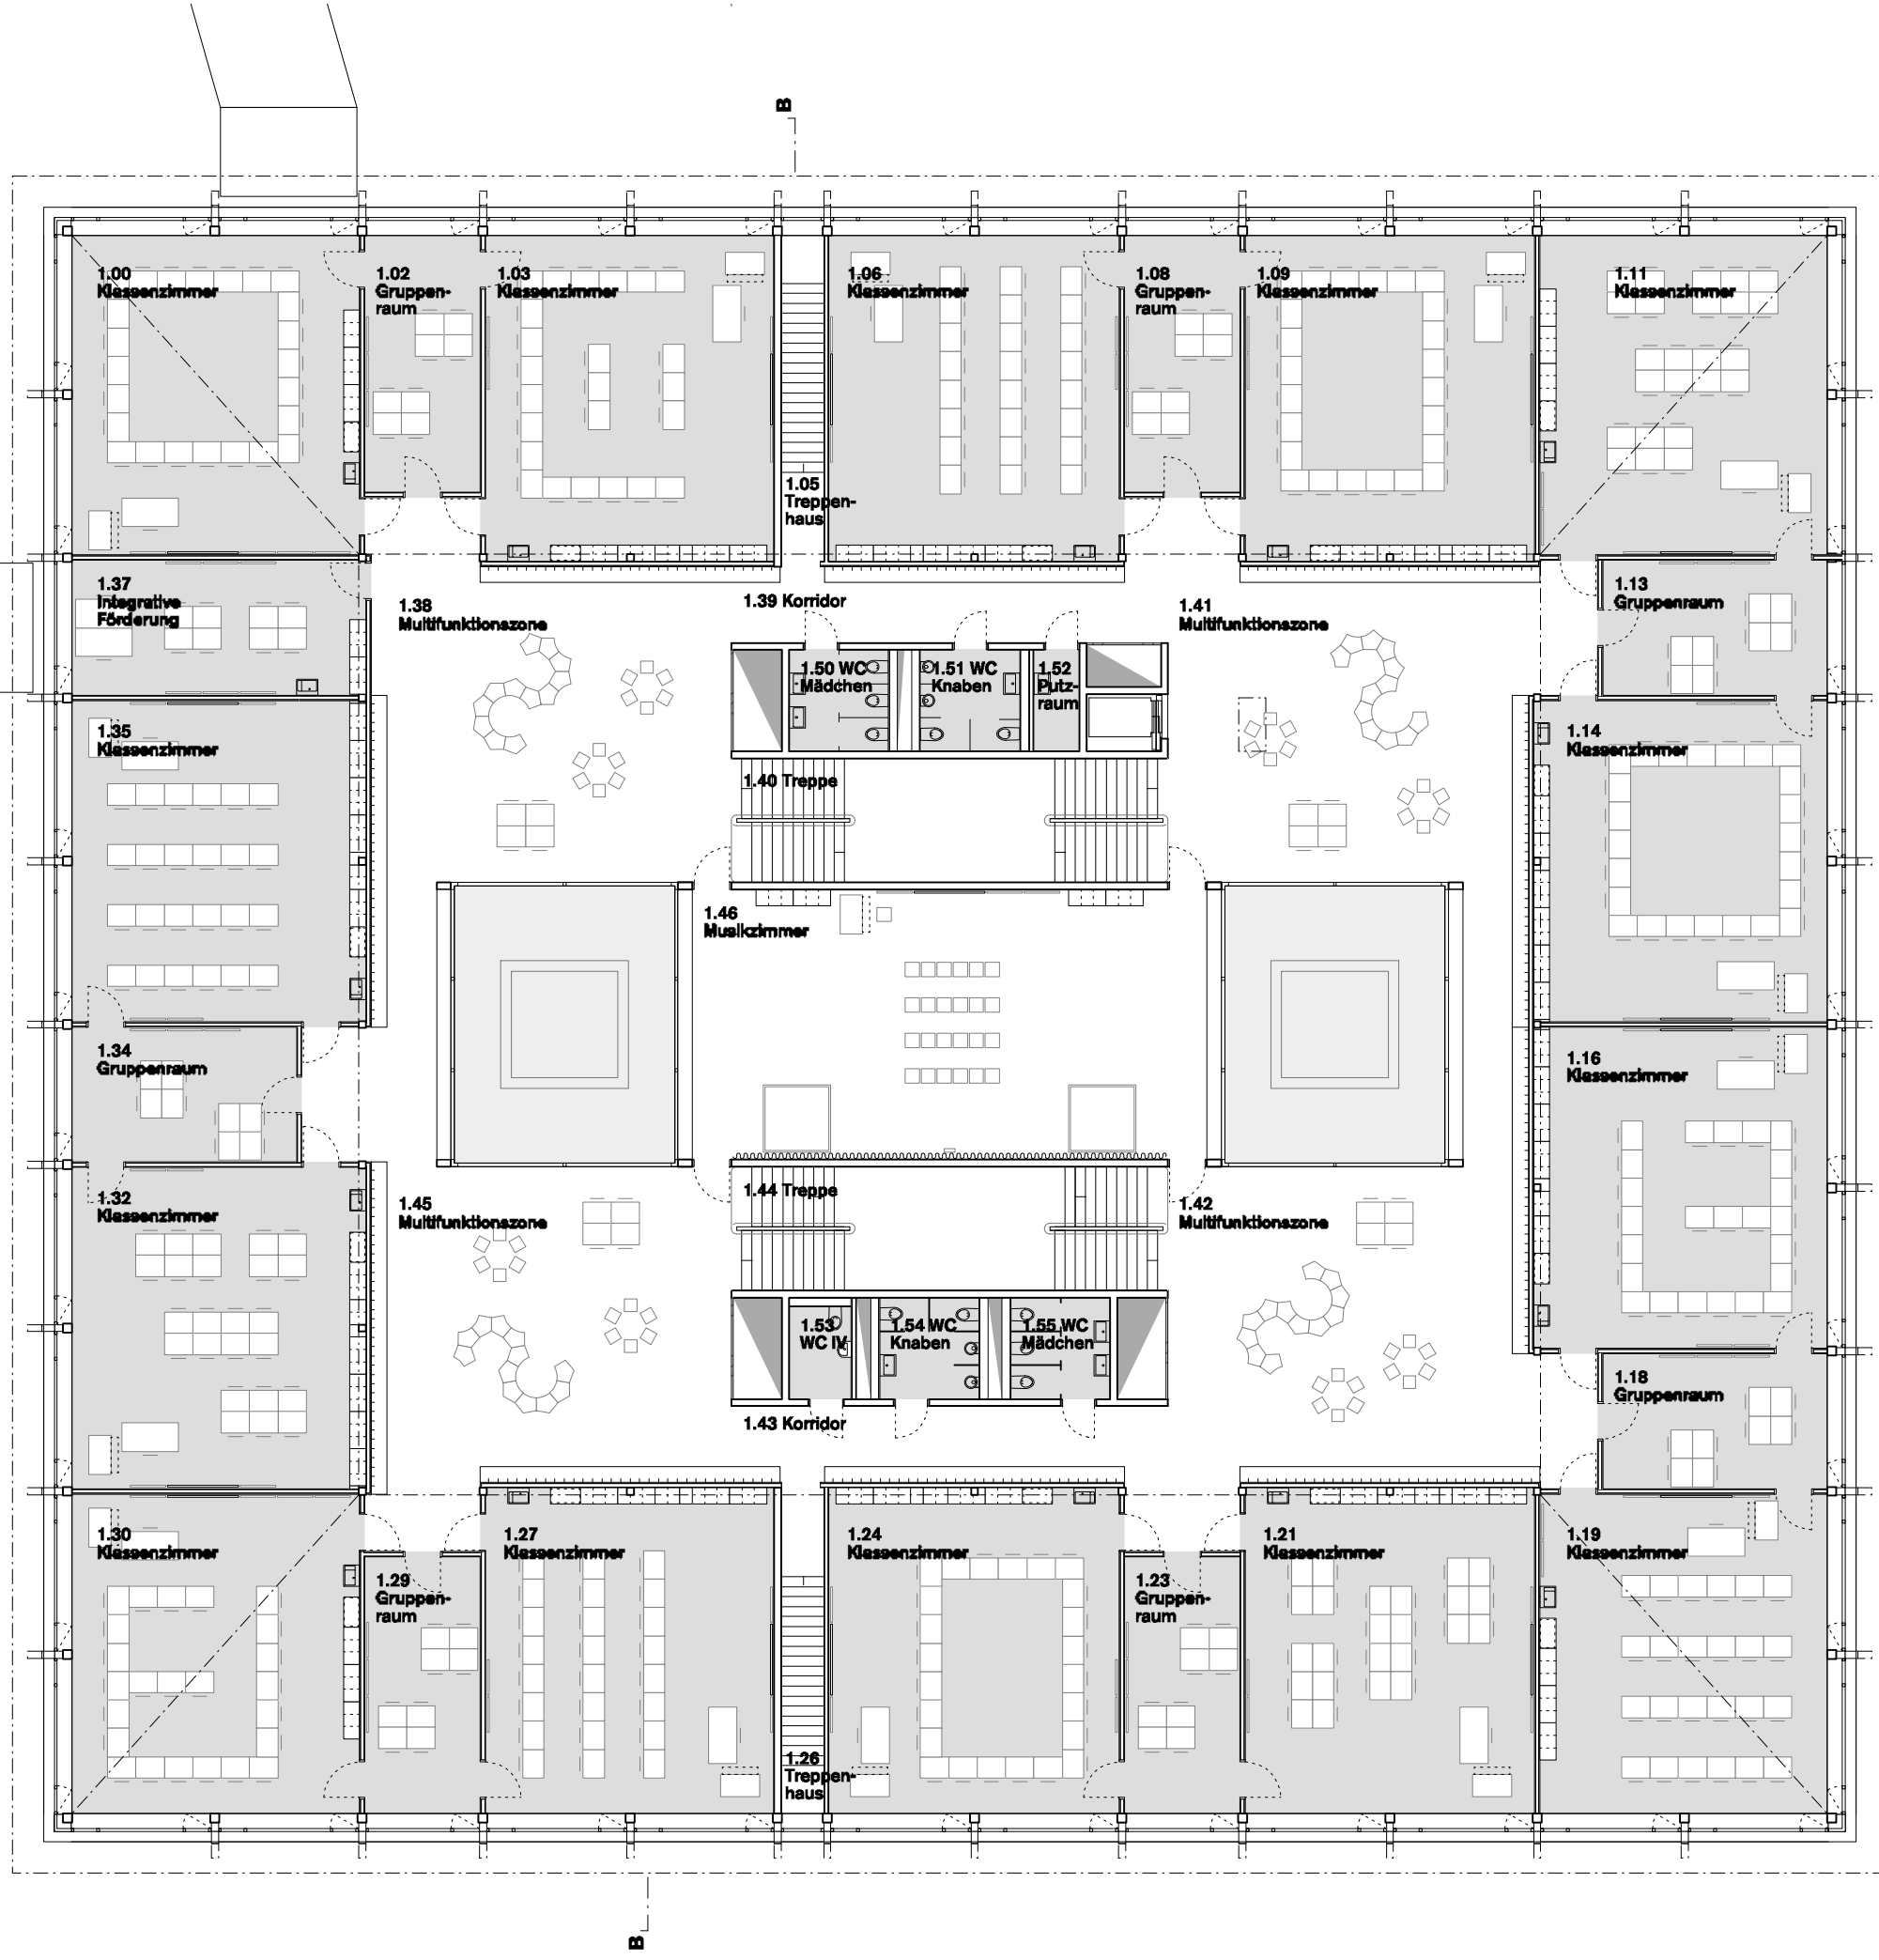 B
1.00
Klassenzimmer
1.02
Gruppen-
raum
1.03
Klassenzimmer
1.06
Klassenzimmer
1.08
Gruppen-
raum
1.09
Klassenzimmer
1.11
Klassenzimmer
1.05
Treppen-
haus
1.37
Integrative
Förderung
1.38
Multifunktionszone
1.39 Korridor
1.41
Multifunktionszone
1.13
Gruppenraum
1.50 WC
Mädchen
1.51 WC
Knaben
1.52
Putz-
raum
1.35
Klassenzimmer
1.14
Klassenzimmer
1.40 Treppe
1.46
Musikzimmer
1.34
Gruppenraum
1.16
Klassenzimmer
1.32
Klassenzimmer
1.45
Multifunktionszone
1.44 Treppe
1.42
Multifunktionszone
1.53
WC IV
1.54 WC
Knaben
1.55 WC
Mädchen
1.18
Gruppenraum
1.43 Korridor
1.30
Klassenzimmer
1.29
Gruppen-
raum
1.27
Klassenzimmer
1.24
Klassenzimmer
1.23
Gruppen-
raum
1.21
Klassenzimmer
1.19
Klassenzimmer
1.26
Treppen-
haus
B